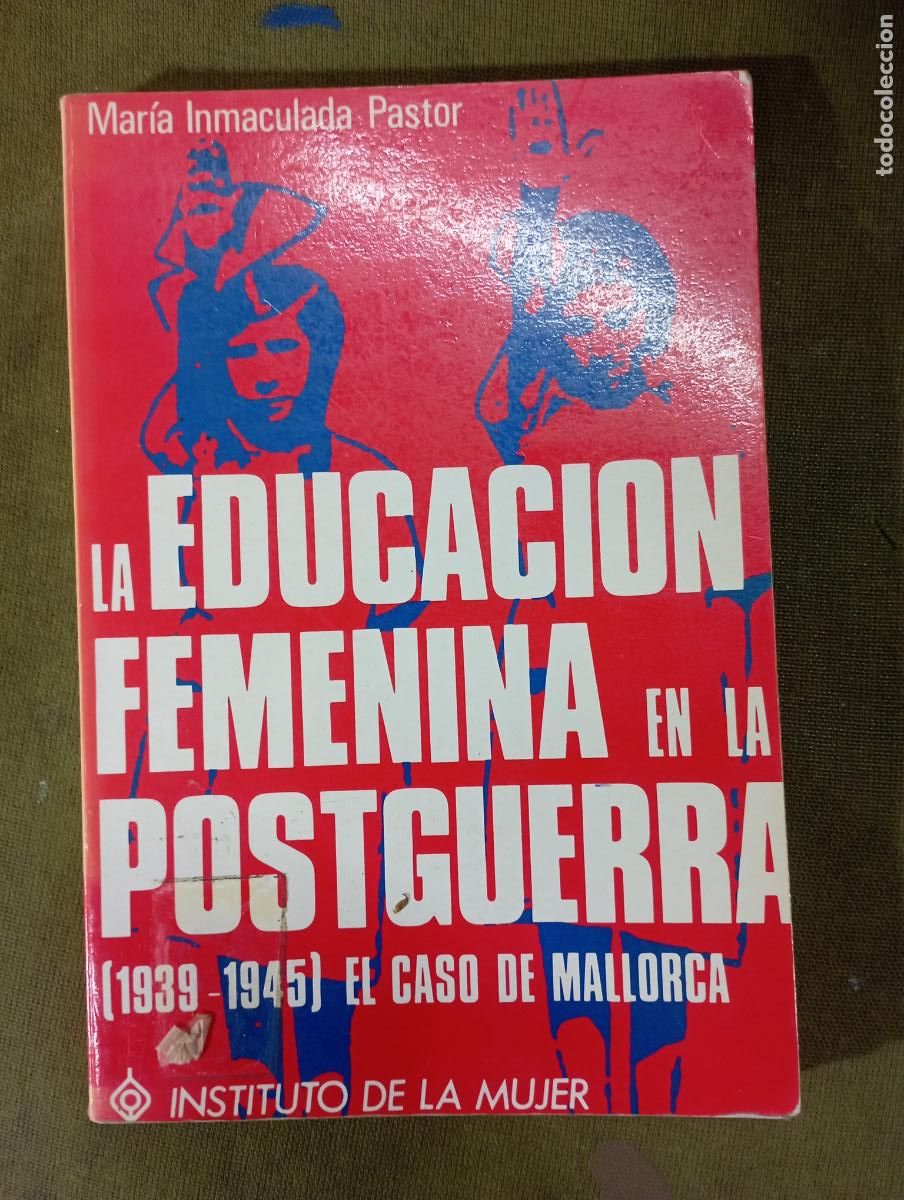 María Inmaculada Pastor
LA EDUCACION
FEMENINA EN LA
POSTGUERRA
(1939-1945) EL CASO DE MALLORCA
INSTITUTO DE LA MUJER
todocoleccion